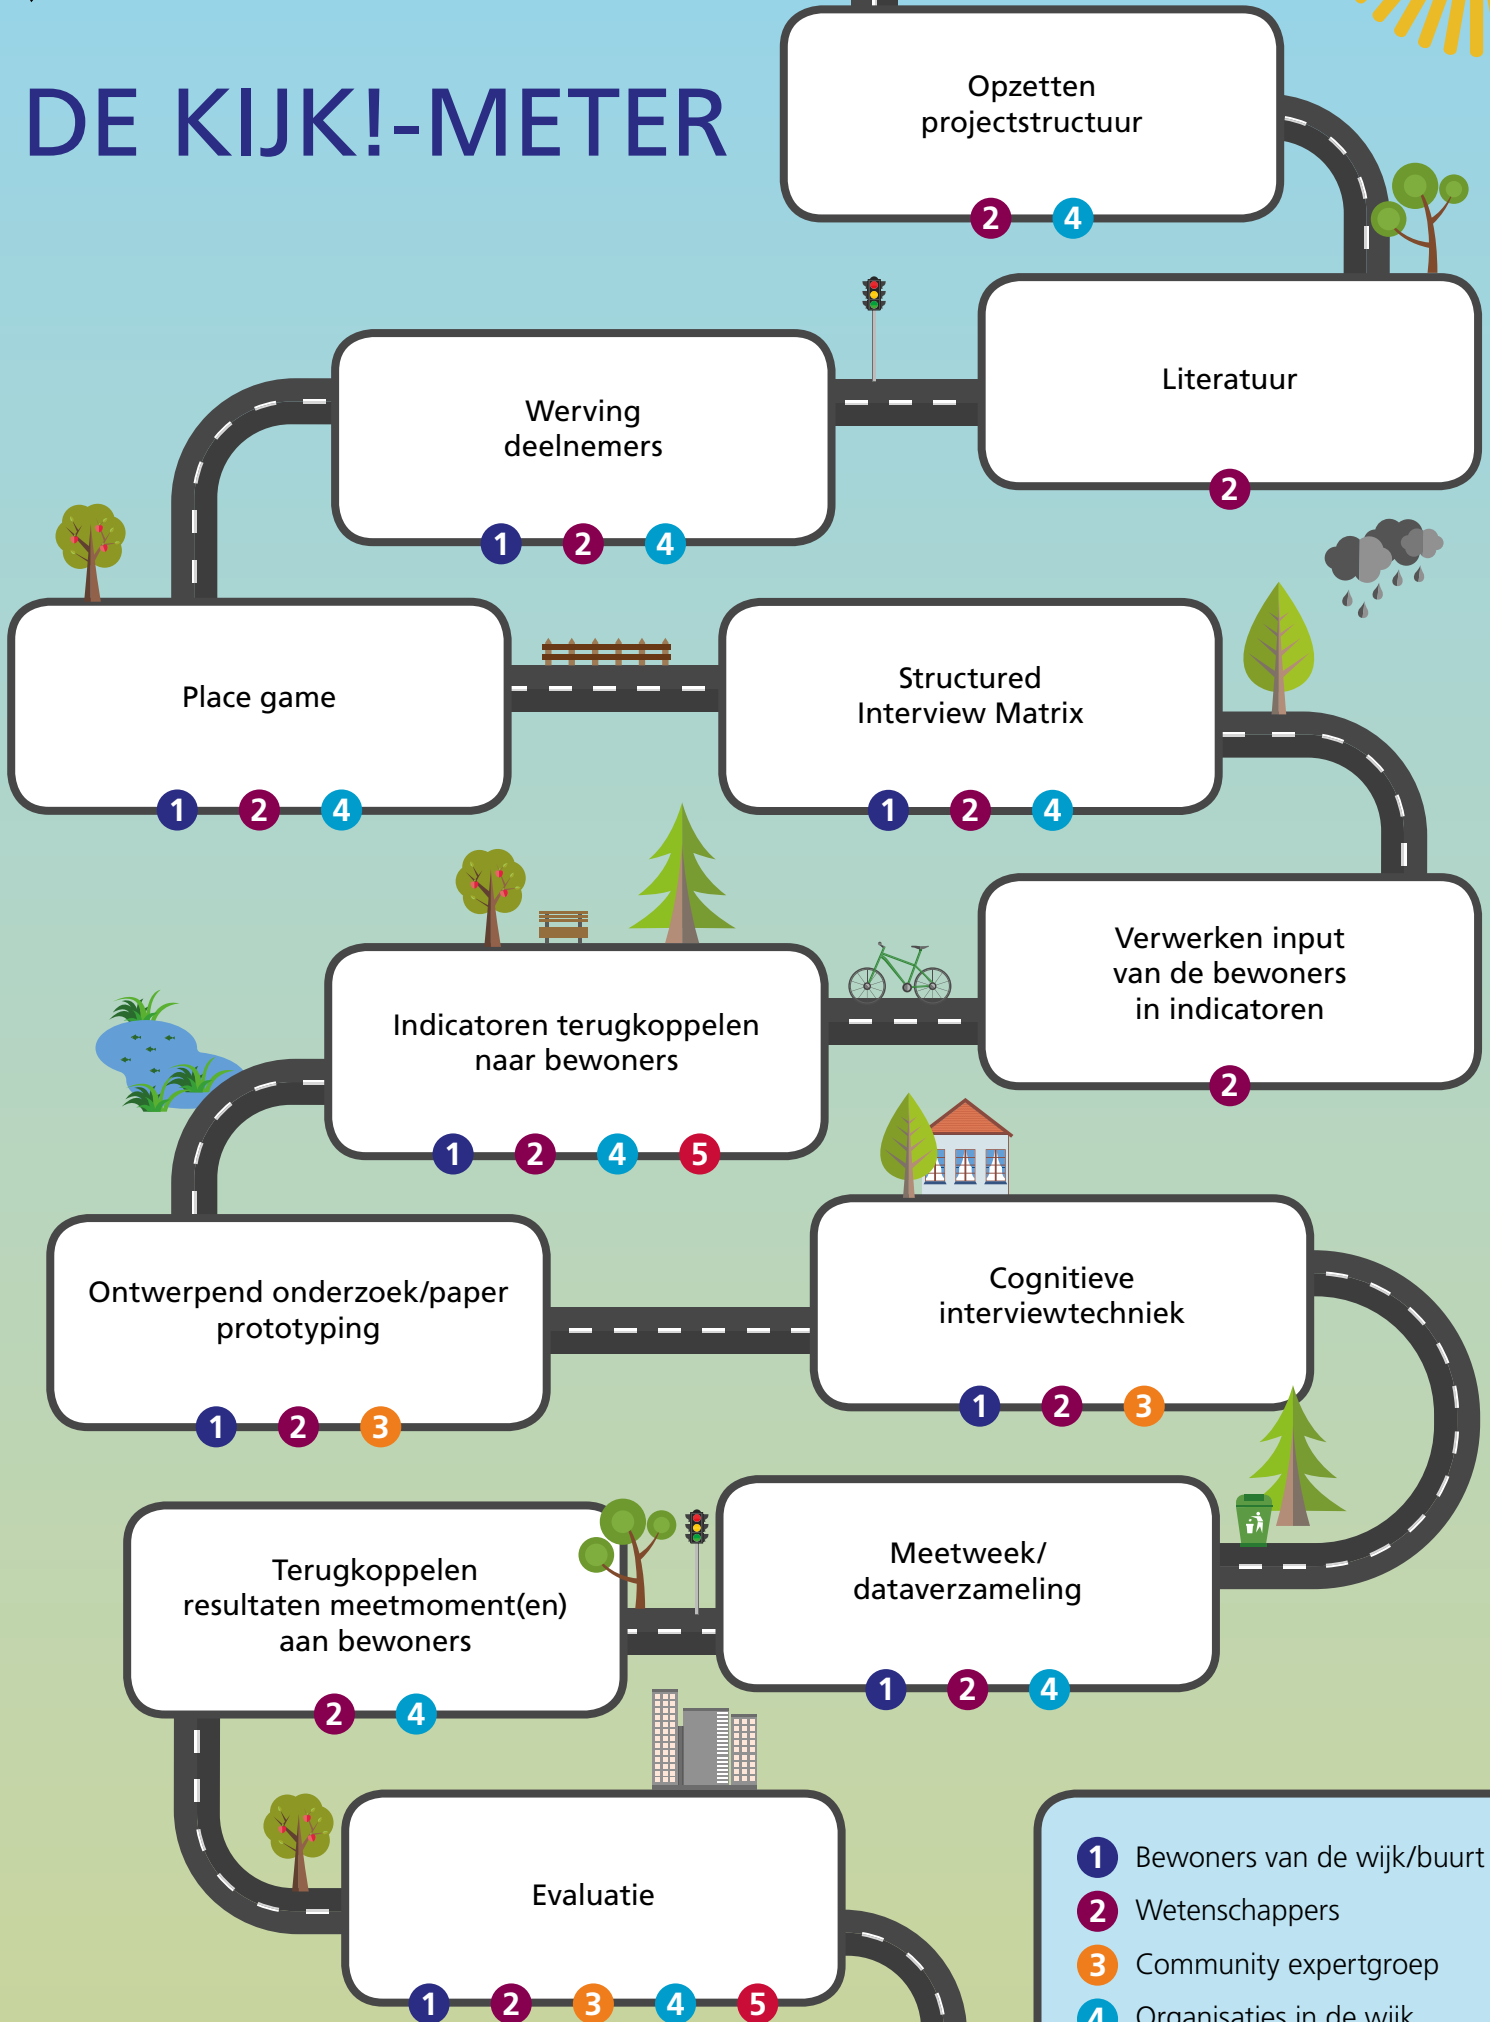 DE KIJK!-METER
Opzetten
projectstructuur
2 4
Literatuur
2
Werving
deelnemers
1 2 4
Place game
1 2 4
Structured
Interview Matrix
1 2 4
Verwerken input
van de bewoners
in indicatoren
2
Indicatoren terugkoppelen
naar bewoners
1 2 4 5
Ontwerpend onderzoek/paper
prototyping
1 2 3
Cognitieve
interviewtechniek
1 2 3
Meetweek/
dataverzameling
1 2 4
Terugkoppelen
resultaten meetmoment(en)
aan bewoners
2 4
Evaluatie
1 2 3 4 5
1 Bewoners van de wijk/buurt
2 Wetenschappers
3 Community expertgroep
4 Organisaties in de wijk